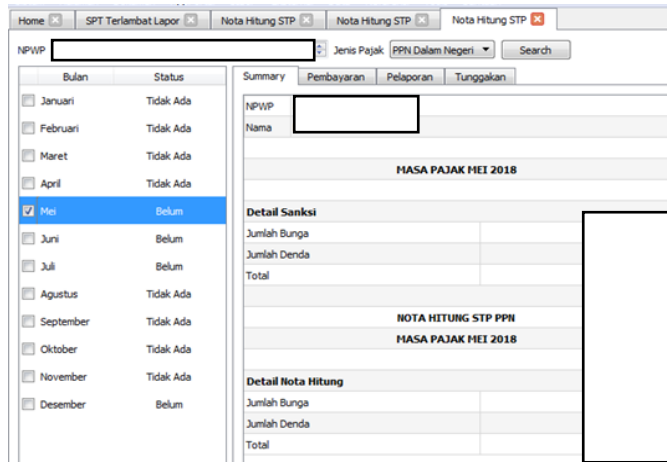 Home SPT Terlambat Lapor Nota Hitung STP Nota Hitung STP Nota Hitung STP
NPWP Jenis Pajak PPN Dalam Negeri Search
Bulan Status
Januari Tidak Ada
Februari Tidak Ada
Maret Tidak Ada
April Tidak Ada
Mei Belum
Juni Belum
Juli Belum
Agustus Tidak Ada
September Tidak Ada
Oktober Tidak Ada
November Tidak Ada
Desember Belum
Summary Pembayaran Pelaporan Tunggakan
NPWP
Nama
MASA PAJAK MEI 2018
Detail Sanksi
Jumlah Bunga
Jumlah Denda
Total
NOTA HITUNG STP PPN
MASA PAJAK MEI 2018
Detail Nota Hitung
Jumlah Bunga
Jumlah Denda
Total